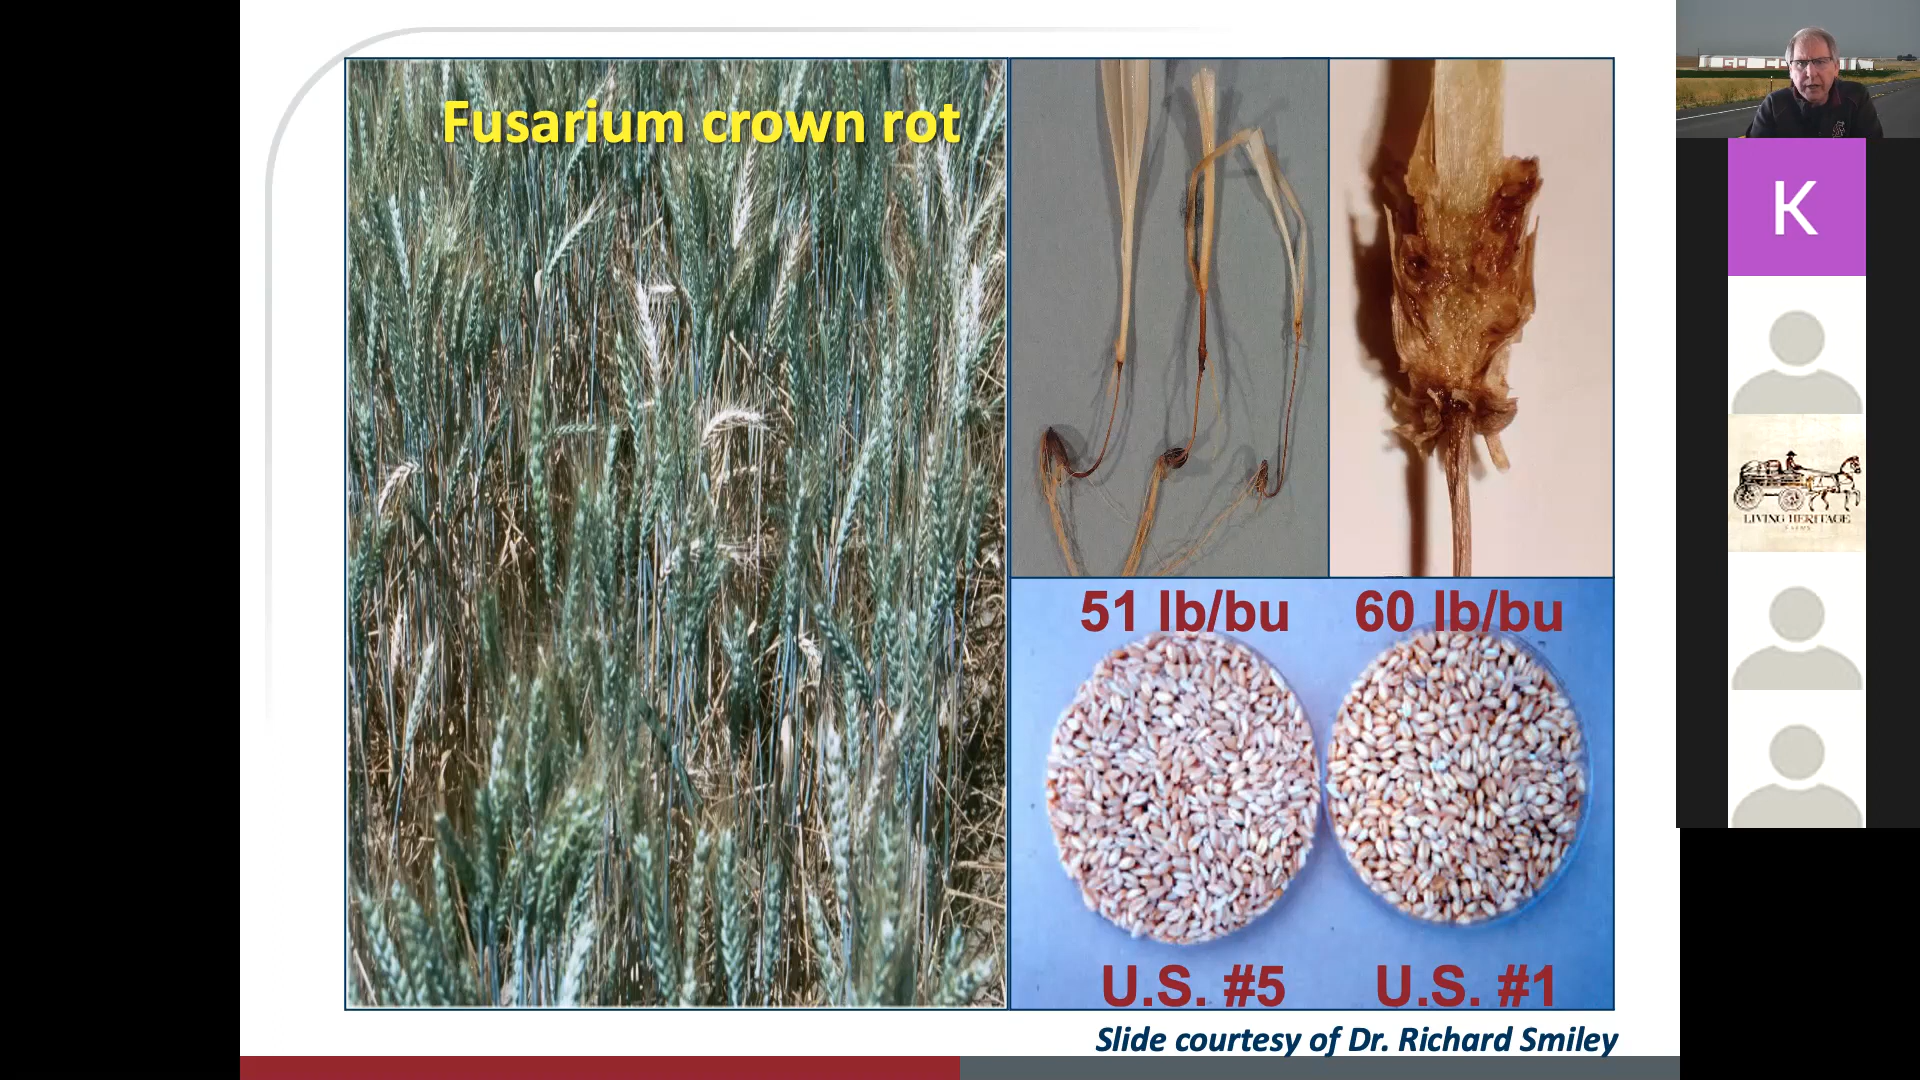 Fusarium crown rot
51 lb/bu
60 lb/bu
U.S. #5
U.S. #1
Slide courtesy of Dr. Richard Smiley
K
LIVING HERITAGE
FARMS